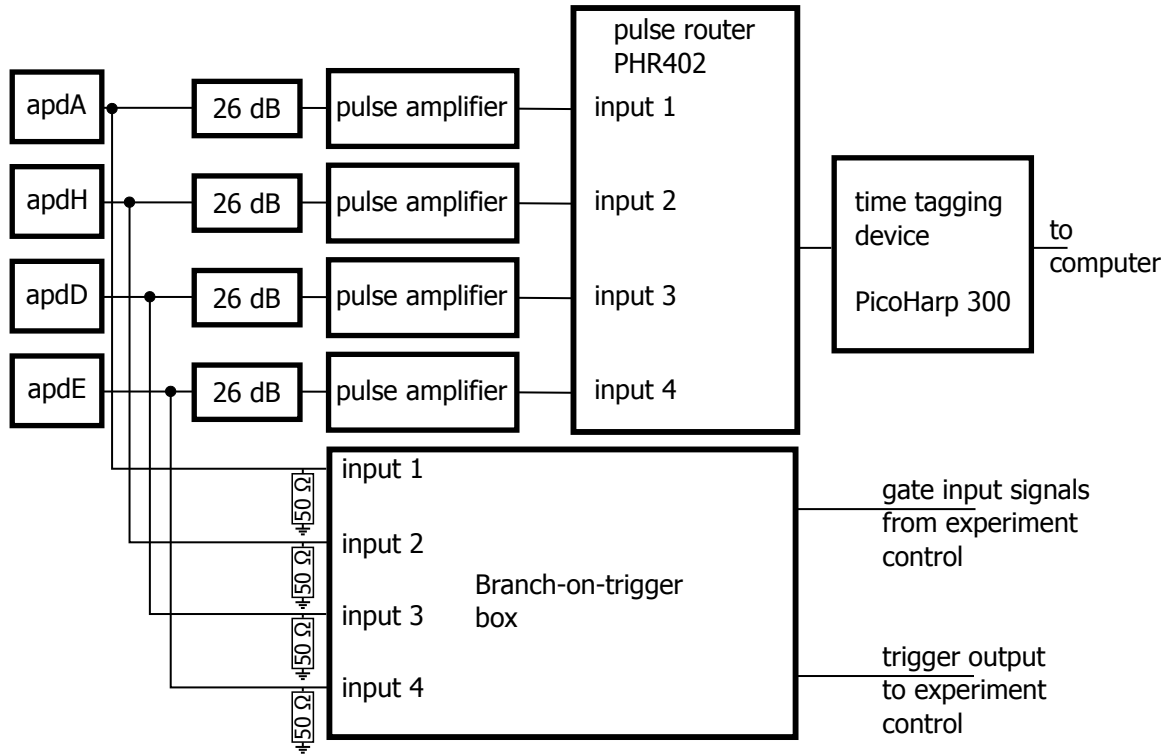 pulse router
PHR402
apdA
26 dB
pulse amplifier
input 1
apdH
26 dB
pulse amplifier
input 2
apdD
26 dB
pulse amplifier
input 3
apdE
26 dB
pulse amplifier
input 4
time tagging
device
PicoHarp 300
to
computer
input 1
50 Ω
input 2
50 Ω
input 3
50 Ω
input 4
50 Ω
Branch-on-trigger
box
gate input signals
from experiment
control
trigger output
to experiment
control